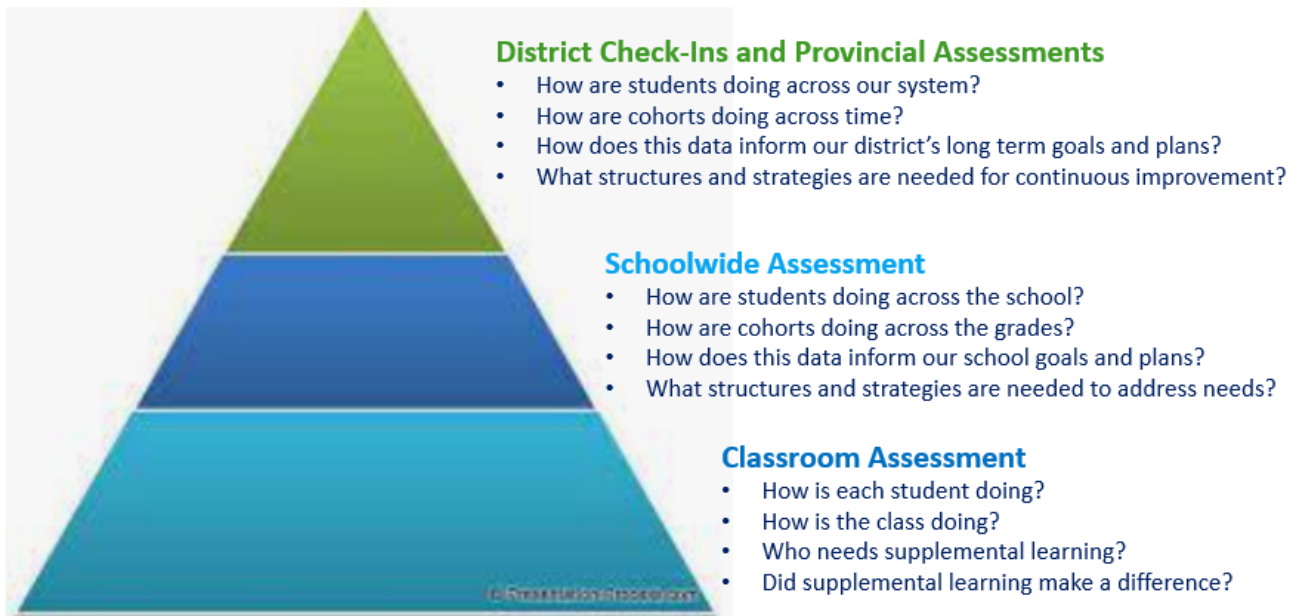 District Check-Ins and Provincial Assessments
• How are students doing across our system?
• How are cohorts doing across time?
• How does this data inform our district's long term goals and plans?
• What structures and strategies are needed for continuous improvement?
Schoolwide Assessment
• How are students doing across the school?
• How are cohorts doing across the grades?
• How does this data inform our school goals and plans?
• What structures and strategies are needed to address needs?
Classroom Assessment
• How is each student doing?
• How is the class doing?
• Who needs supplemental learning?
• Did supplemental learning make a difference?